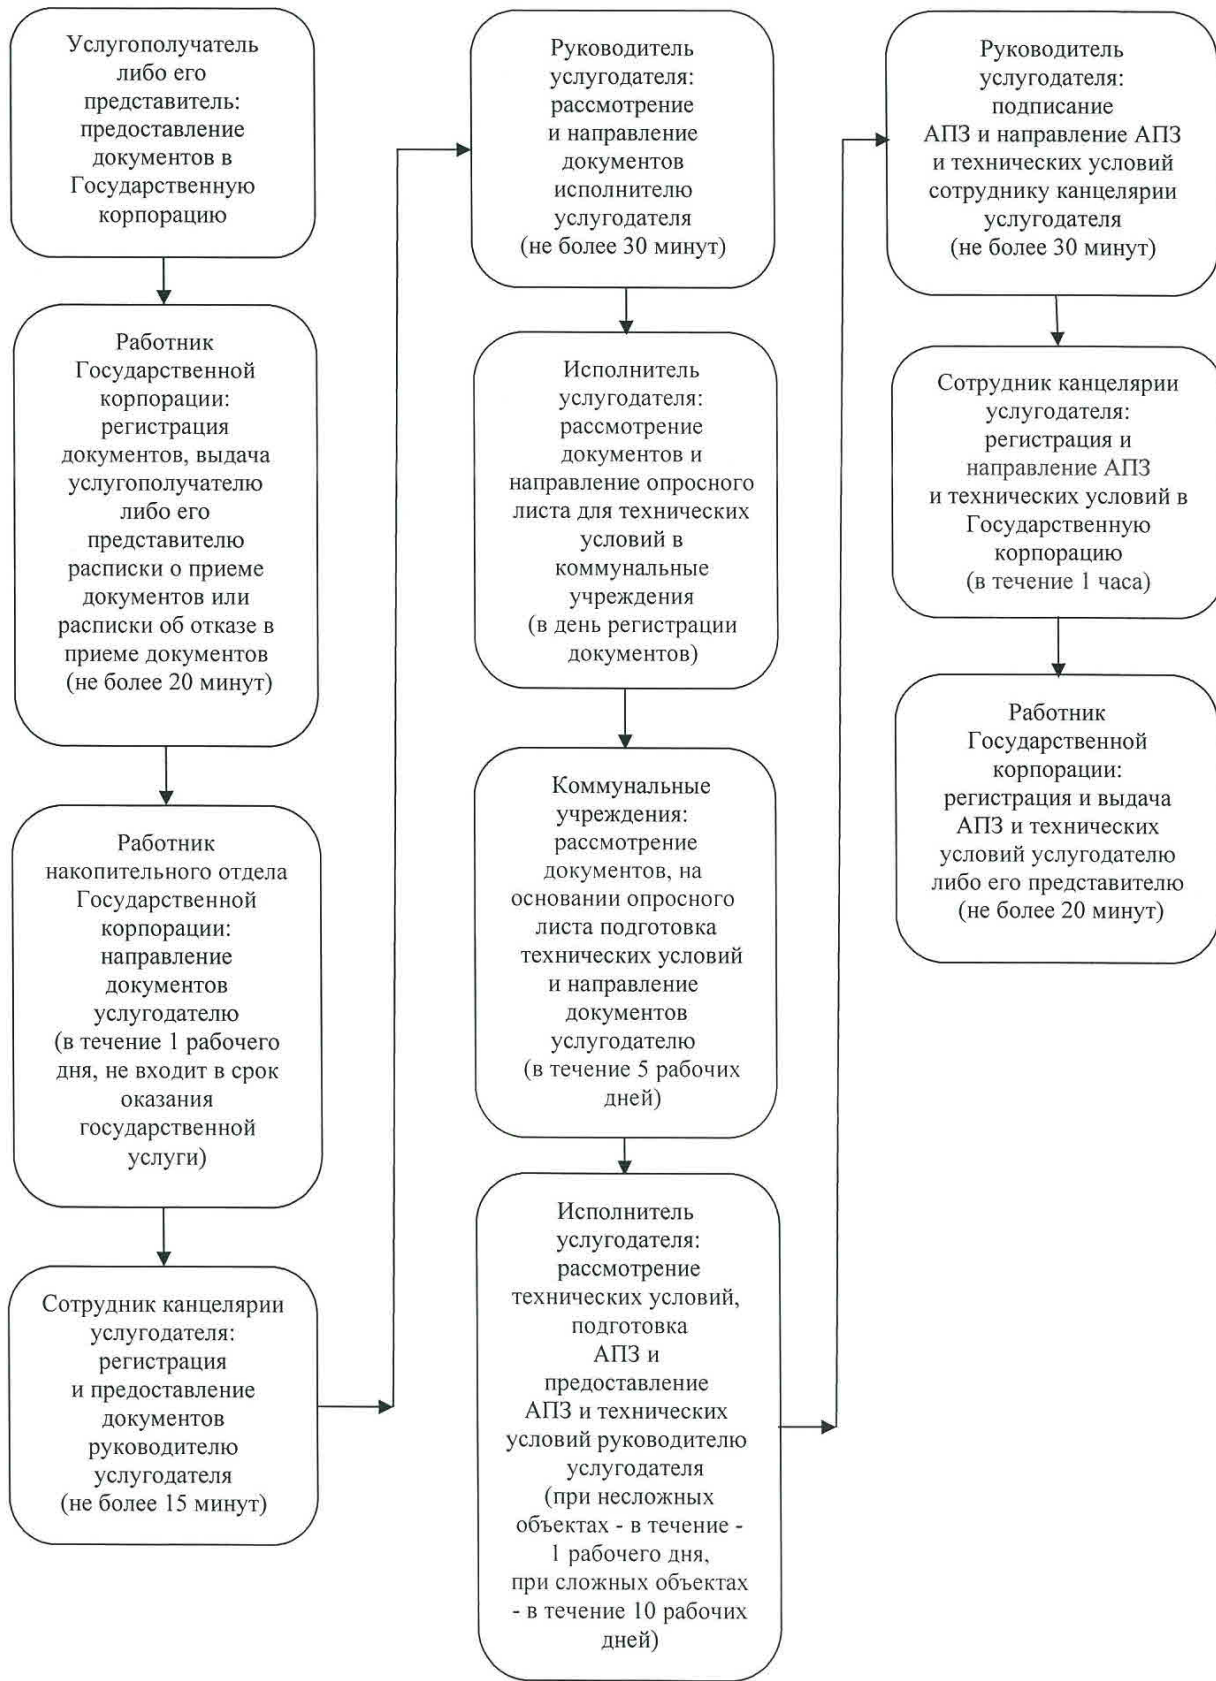 Услугополучатель
либо его
представитель:
предоставление
документов в
Государственную
корпорацию
Работник
Государственной
корпорации:
регистрация
документов, выдача
услугополучателю
либо его
представителю
расписки о приеме
документов или
расписки об отказе в
приеме документов
(не более 20 минут)
Работник
накопительного отдела
Государственной
корпорации:
направление
документов
услугодателю
(в течение 1 рабочего
дня, не входит в срок
оказания
государственной
услуги)
Сотрудник канцелярии
услугодателя:
регистрация
и предоставление
документов
руководителю
услугодателя
(не более 15 минут)
Руководитель
услугодателя:
рассмотрение
и направление
документов
исполнителю
услугодателя
(не более 30 минут)
Исполнитель
услугодателя:
рассмотрение
документов и
направление опросного
листа для технических
условий в
коммунальные
учреждения
(в день регистрации
документов)
Коммунальные
учреждения:
рассмотрение
документов, на
основании опросного
листа подготовка
технических условий
и направление
документов
услугодателю
(в течение 5 рабочих
дней)
Исполнитель
услугодателя:
рассмотрение
технических условий,
подготовка
АПЗ и
предоставление
АПЗ и технических
условий руководителю
услугодателя
(при несложных
объектах - в течение -
1 рабочего дня,
при сложных объектах
- в течение 10 рабочих
дней)
Руководитель
услугодателя:
подписание
АПЗ и направление АПЗ
и технических условий
сотруднику канцелярии
услугодателя
(не более 30 минут)
Сотрудник канцелярии
услугодателя:
регистрация и
направление АПЗ
и технических условий в
Государственную
корпорацию
(в течение 1 часа)
Работник
Государственной
корпорации:
регистрация и выдача
АПЗ и технических
условий услугодателю
либо его представителю
(не более 20 минут)